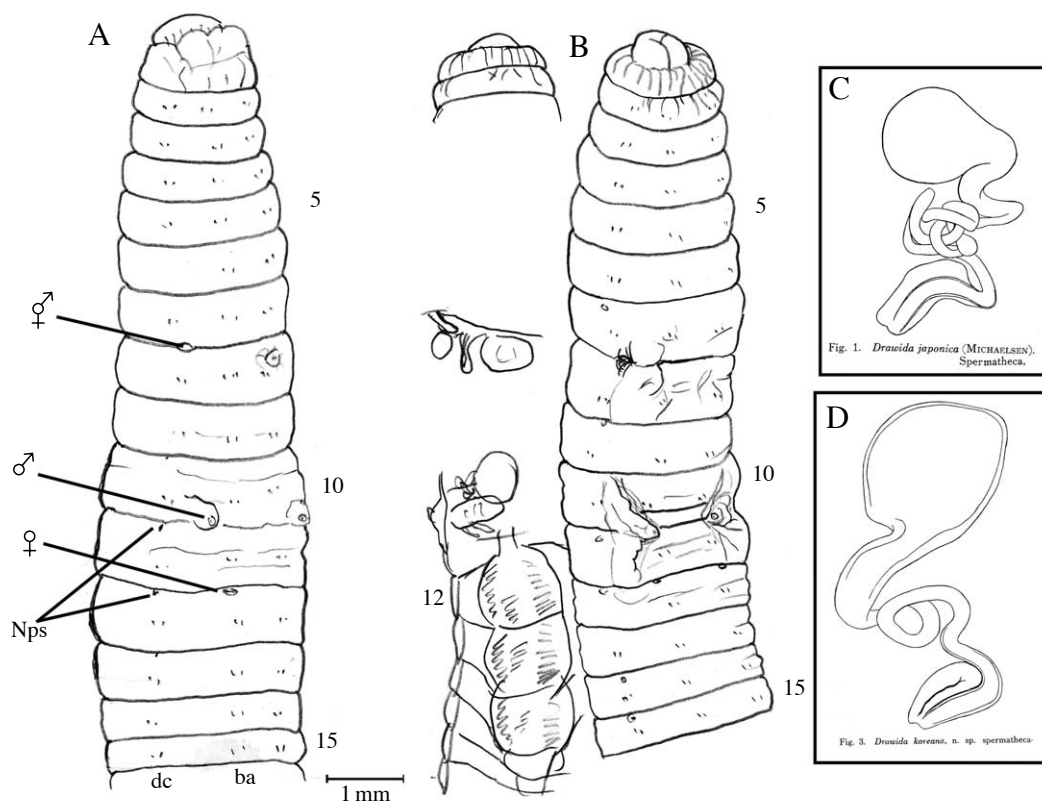 A
B
C
5
5
⚥
Fig. 1. Drawida japonica (MICHAELSEN).
Spermatheca.
D
10
10
♂
♀
12
Nps
15
15
dc
ba
1 mm
Fig. 3. Drawida koreana, n. sp. spermatheca.